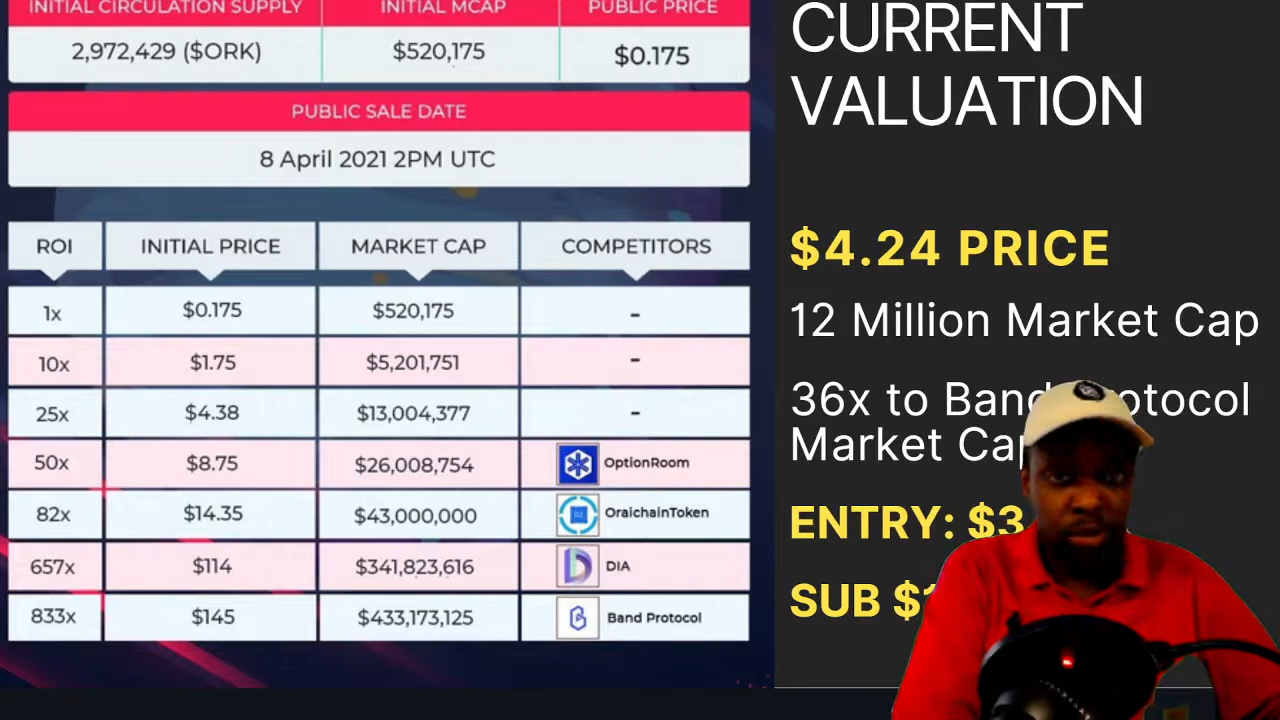 INITIAL CIRCULATION SUPPLY INITIAL MCAP PUBLIC PRICE
2,972,429 ($ORK) $520,175 $0.175
PUBLIC SALE DATE
8 April 2021 2PM UTC
ROI INITIAL PRICE MARKET CAP COMPETITORS
1x $0.175 $520,175 -
10x $1.75 $5,201,751 -
25x $4.38 $13,004,377 -
50x $8.75 $26,008,754 OptionRoom
82x $14.35 $43,000,000 OraichainToken
657x $114 $341,823,616 DIA
833x $145 $433,173,125 Band Protocol
CURRENT
VALUATION
$4.24 PRICE
12 Million Market Cap
36x to Band Protocol
Market Cap
ENTRY: $3
SUB